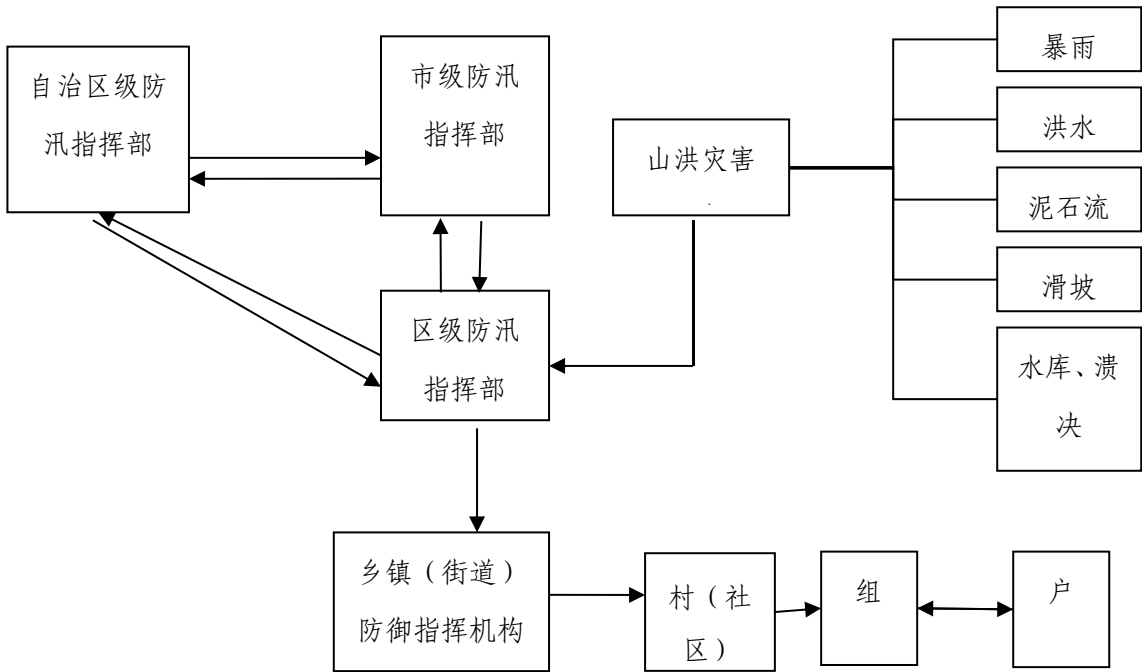 自治区级防
汛指挥部
市级防汛
指挥部
山洪灾害
暴雨
洪水
泥石流
滑坡
水库、溃
决
区级防汛
指挥部
乡镇（街道）
防御指挥机构
村（社
区）
组
户